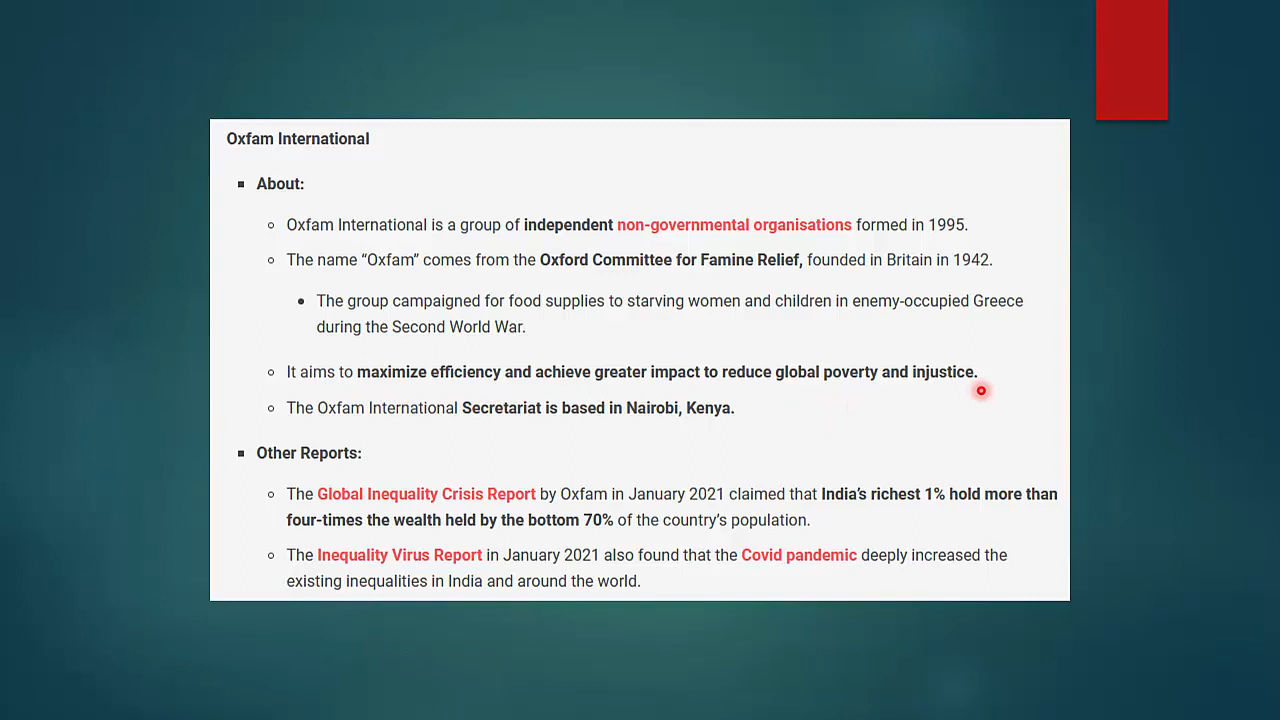 Oxfam International
About:
Oxfam International is a group of independent non-governmental organisations formed in 1995.
The name “Oxfam” comes from the Oxford Committee for Famine Relief, founded in Britain in 1942.
The group campaigned for food supplies to starving women and children in enemy-occupied Greece
during the Second World War.
It aims to maximize efficiency and achieve greater impact to reduce global poverty and injustice.
The Oxfam International Secretariat is based in Nairobi, Kenya.
Other Reports:
The Global Inequality Crisis Report by Oxfam in January 2021 claimed that India’s richest 1% hold more than
four-times the wealth held by the bottom 70% of the country’s population.
The Inequality Virus Report in January 2021 also found that the Covid pandemic deeply increased the
existing inequalities in India and around the world.